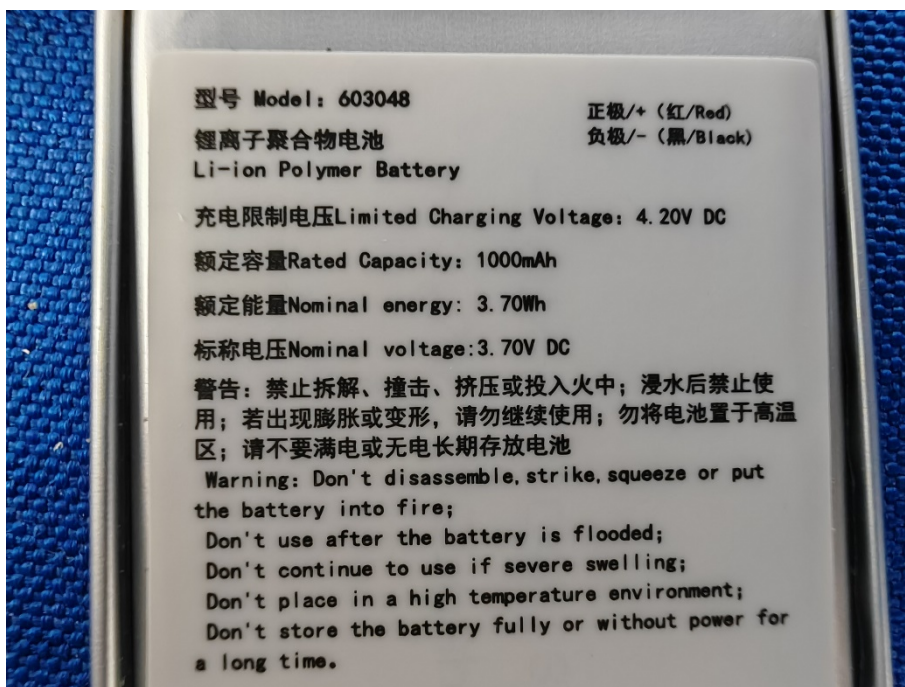 型号 Model: 603048
正极/+（红/Red)
锂离子聚合物电池
负极/-（黑/Black)
Li-ion Polymer Battery
充电限制电压Limited Charging Voltage: 4.20V DC
额定容量Rated Capacity: 1000mAh
额定能量Nominal energy: 3.70Wh
标称电压Nominal voltage:3.70V DC
警告：禁止拆解、撞击、挤压或投入火中；浸水后禁止使
用；若出现膨胀或变形，请勿继续使用；勿将电池置于高温
区；请不要满电或无电长期存放电池
Warning: Don't disassemble,strike,squeeze or put
the battery into fire;
Don't use after the battery is flooded;
Don't continue to use if severe swelling;
Don't place in a high temperature environment;
Don't store the battery fully or without power for
a long time.